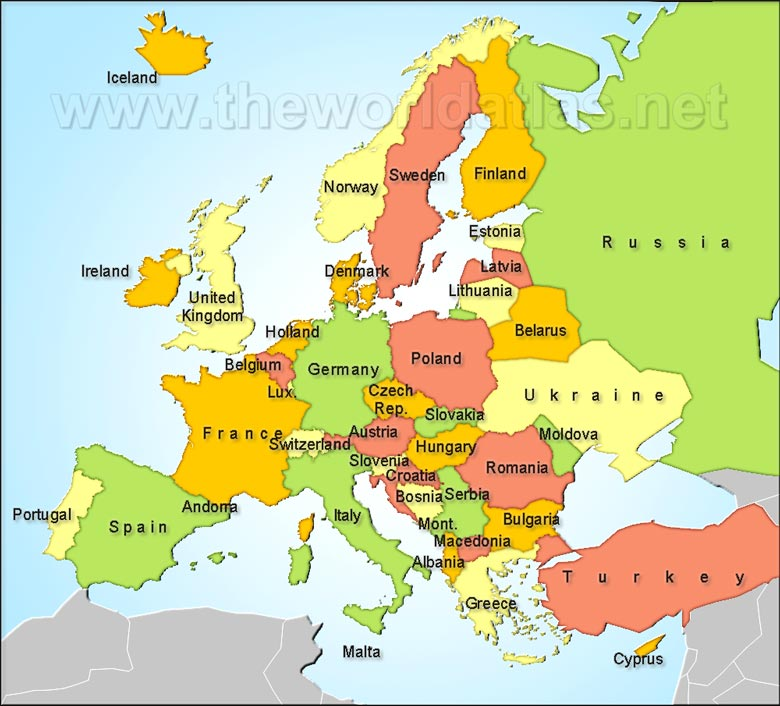 Iceland
www.theworldatlas.net
Norway
Sweden
Finland
Estonia
Russia
Ireland
Denmark
Latvia
United
Kingdom
Lithuania
Holland
Belarus
Belgium
Germany
Poland
Lux.
Czech
Rep.
Ukraine
Slovakia
France
Switzerland
Austria
Hungary
Moldova
Slovenia
Croatia
Romania
Portugal
Spain
Andorra
Italy
Bosnia
Serbia
Mont.
Bulgaria
Macedonia
Albania
Turkey
Greece
Malta
Cyprus